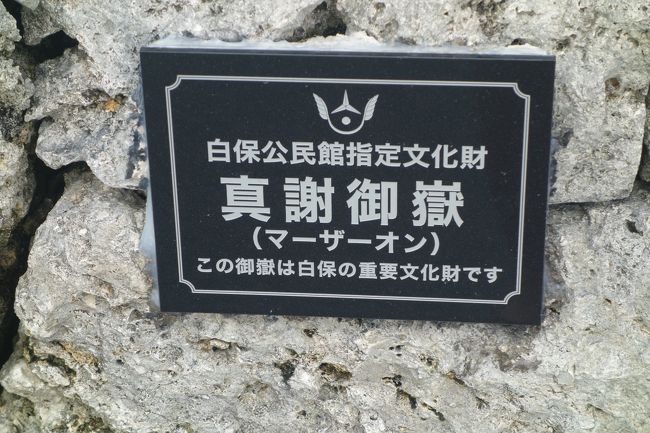 白保公民館指定文化財
真謝御嶽
（マーザーオン）
この御嶽は白保の重要文化財です